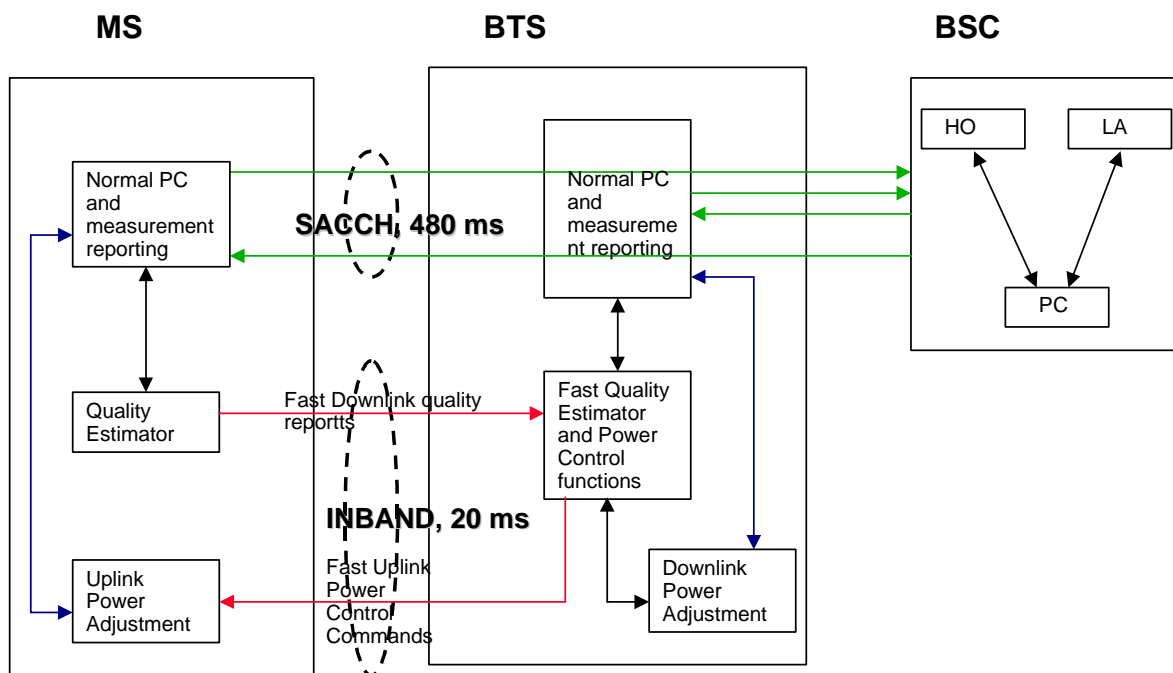 MS
BTS
BSC
HO
LA
Normal PC
and
measurement
reporting
Normal PC
and
measureme
nt reporting
SACCH, 480 ms
PC
Quality
Estimator
Fast Downlink quality
reportts
Fast Quality
Estimator
and Power
Control
functions
INBAND, 20 ms
Uplink
Power
Adjustment
Fast Uplink
Power
Control
Commands
Downlink
Power
Adjustment